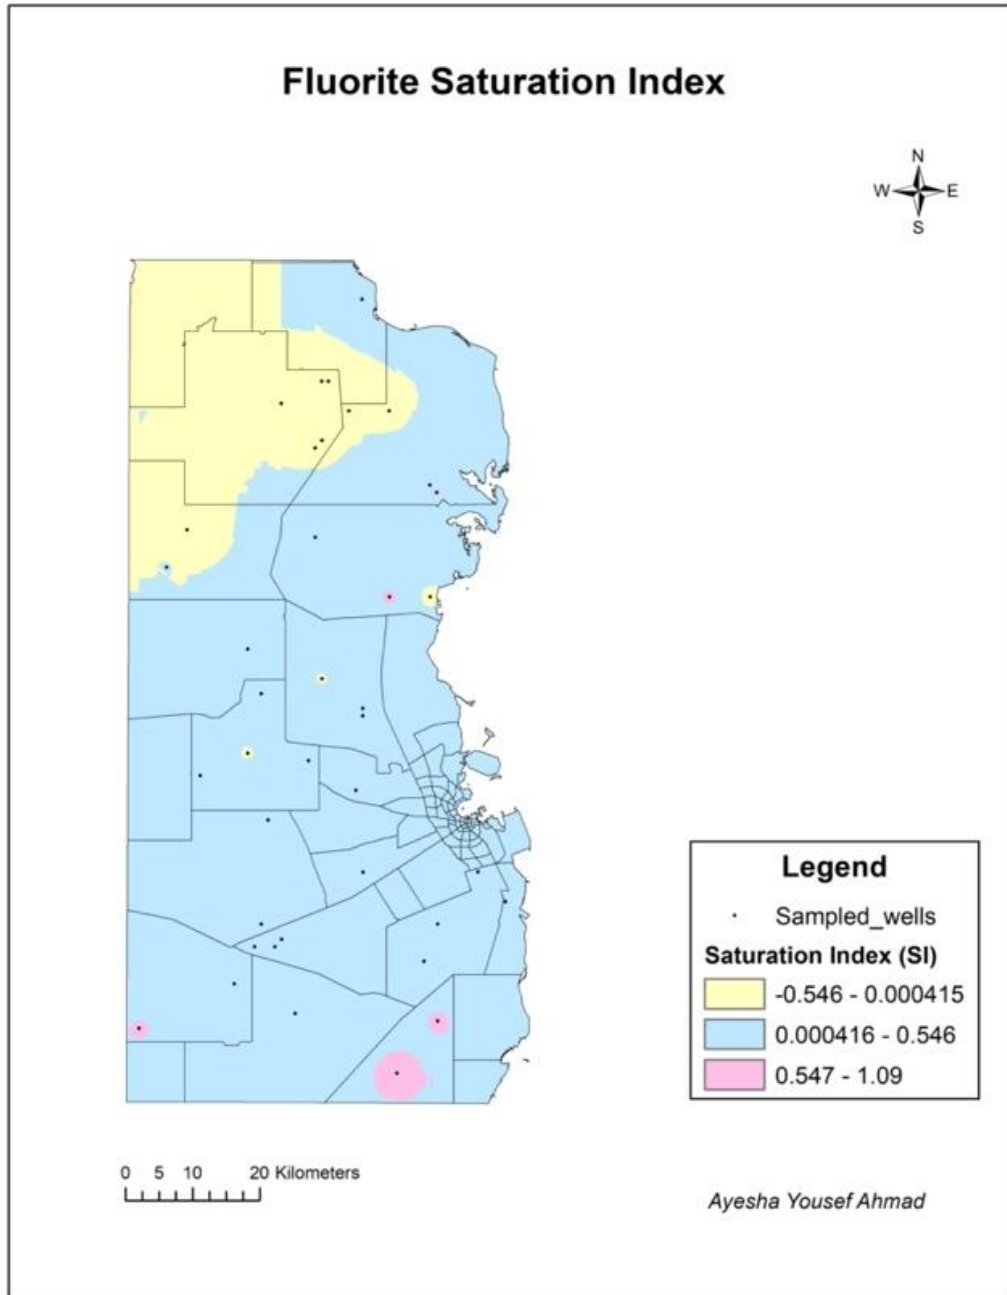 Fluorite Saturation Index
N
W E
S
Legend
Sampled_wells
Saturation Index (SI)
-0.546 - 0.000415
0.000416 - 0.546
0.547 - 1.09
0 5 10 20 Kilometers
Ayesha Yousef Ahmad